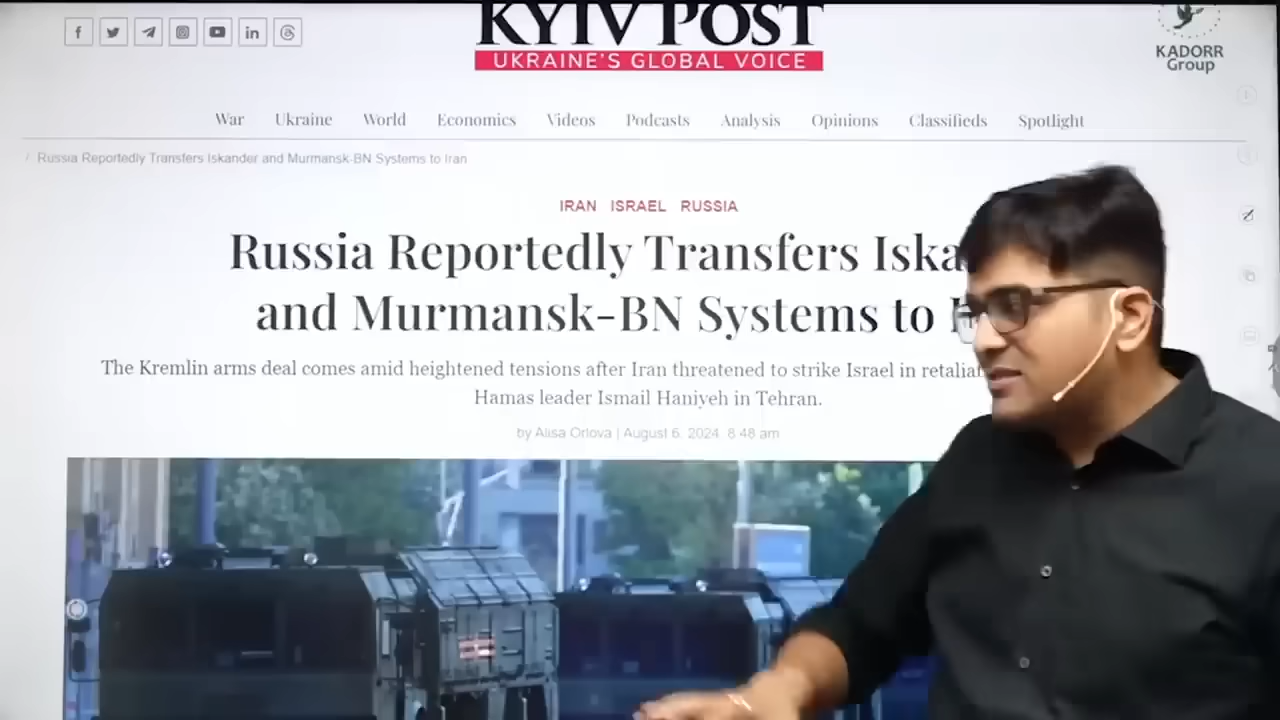 KYIV POST
UKRAINE'S GLOBAL VOICE
KADORR
Group
War Ukraine World Economics Videos Podcasts Analysis Opinions Classifieds Spotlight
/ Russia Reportedly Transfers Iskander and Murmansk-BN Systems to Iran
IRAN ISRAEL RUSSIA
Russia Reportedly Transfers Iska
and Murmansk-BN Systems to
The Kremlin arms deal comes amid heightened tensions after Iran threatened to strike Israel in retaliat
Hamas leader Ismail Haniyeh in Tehran.
by Alisa Orlova | August 6, 2024, 8:48 am